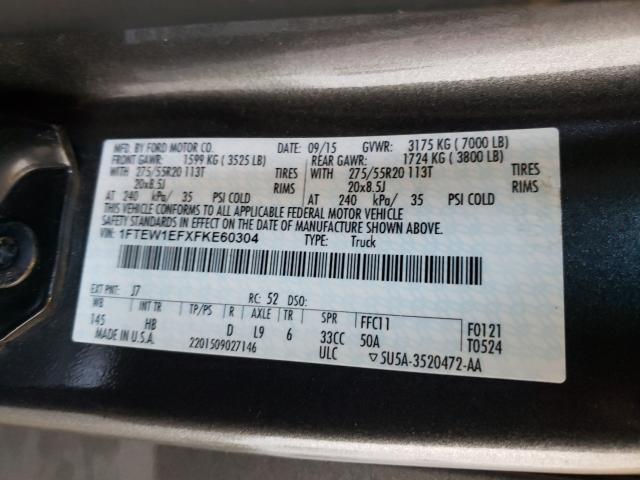 MFD. BY FORD MOTOR CO. DATE: 09/15 GVWR: 3175 KG ( 7000 LB)
FRONT GAWR: 1599 KG ( 3525 LB) REAR GAWR: 1724 KG ( 3800 LB)
WITH 275/55R20 113T TIRES WITH 275/55R20 113T TIRES
20x8.5J RIMS 20x8.5J RIMS
AT 240 kPa/ 35 PSI COLD AT 240 kPa/ 35 PSI COLD
THIS VEHICLE CONFORMS TO ALL APPLICABLE FEDERAL MOTOR VEHICLE
SAFETY STANDARDS IN EFFECT ON THE DATE OF MANUFACTURE SHOWN ABOVE.
VIN: 1FTEW1EFXFKE60304 TYPE: Truck
EXT PNT: J7 RC: 52 DSO:
WB INT TR TP/PS R AXLE TR SPR FFC11 F0121
145 HB D L9 6 33CC 50A T0524
MADE IN U.S.A. 2201509027146 ULC 5U5A-3520472-AA